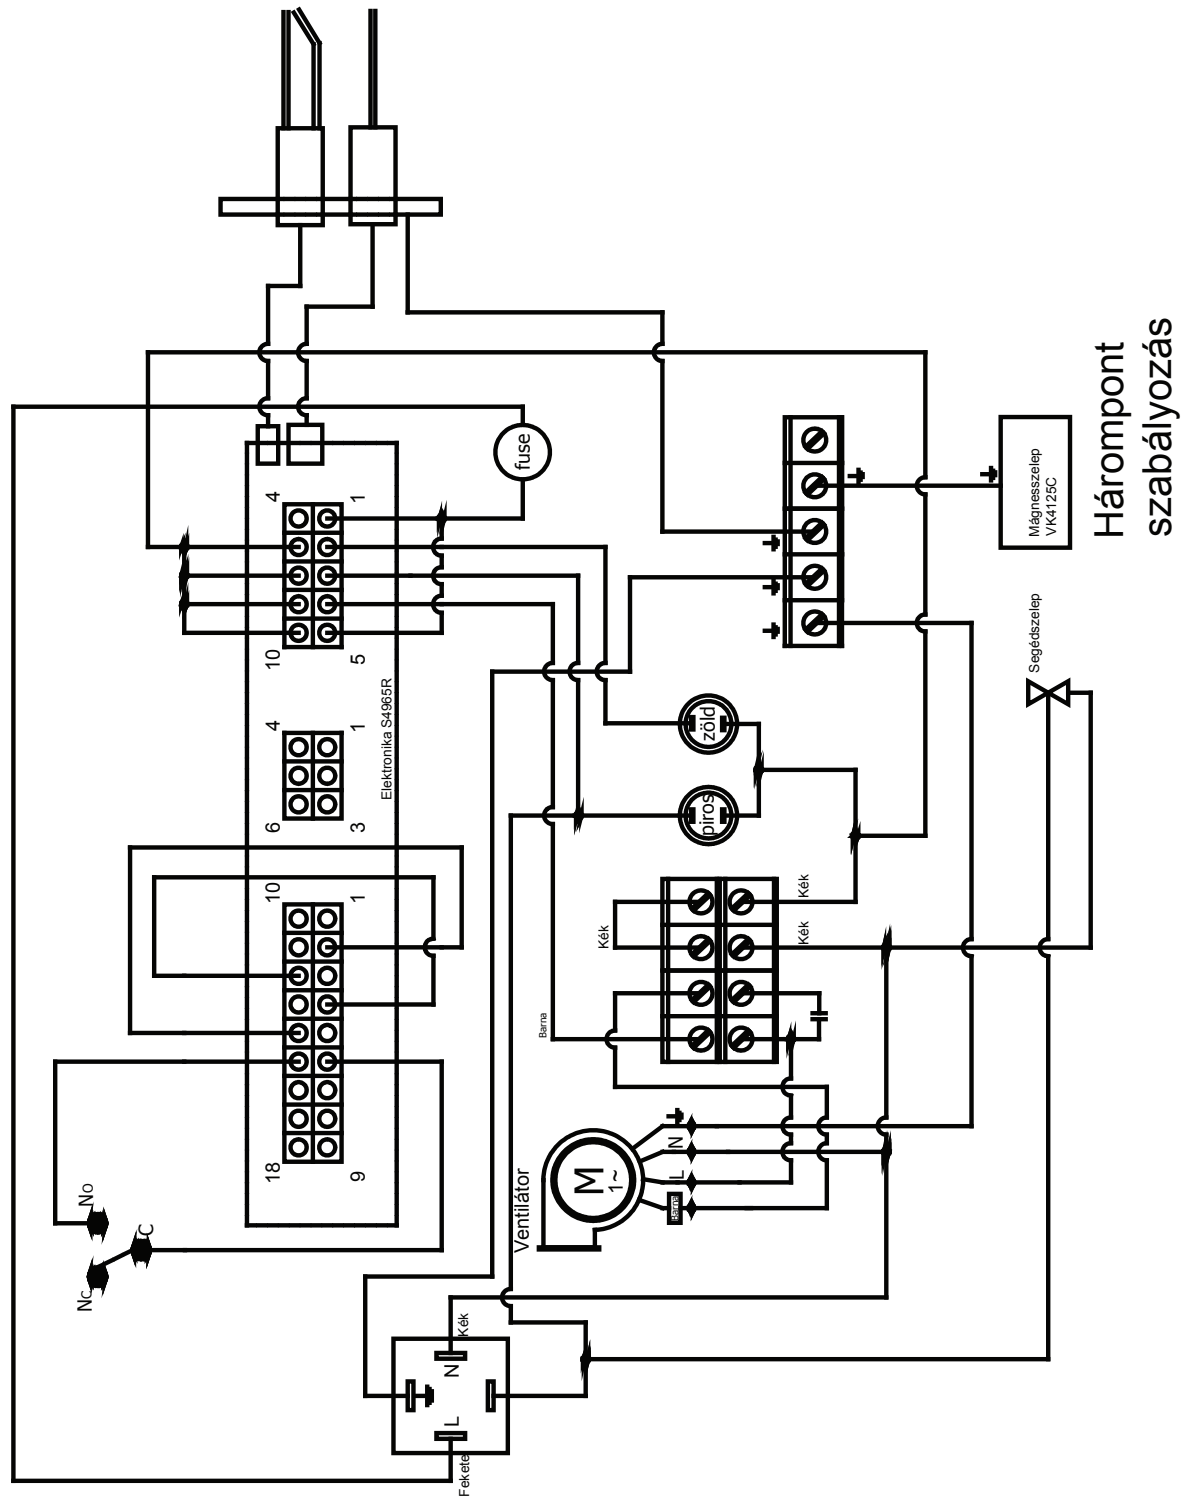 Hárompont
szabályozás
fuse
4
1
10
5
Elektronika S4965R
4
1
6
3
10
1
18
9
No
C
Nc
Mágnesszelep
VK4125C
Segédszelep
zöld
piros
Kék
Kék
Kék
Barna
Ventilátor
M
1~
N
L
Barna
N
Kék
L
Fekete